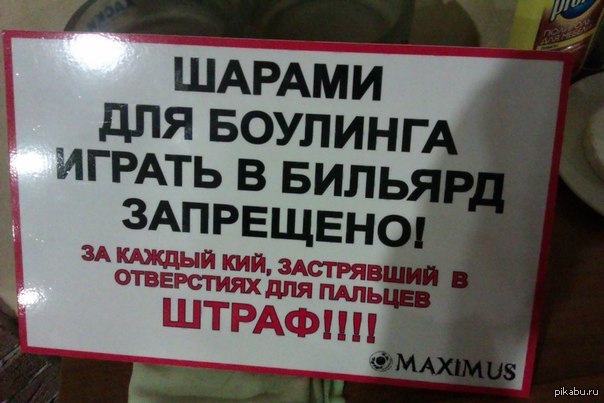 ШАРАМИ
ДЛЯ БОУЛИНГА
ИГРАТЬ В БИЛЬЯРД
ЗАПРЕЩЕНО!
ЗА КАЖДЫЙ КИЙ, ЗАСТРЯВШИЙ В
ОТВЕРСТИЯХ ДЛЯ ПАЛЬЦЕВ
ШТРАФ!!!!
MAXIMUS
pikabu.ru